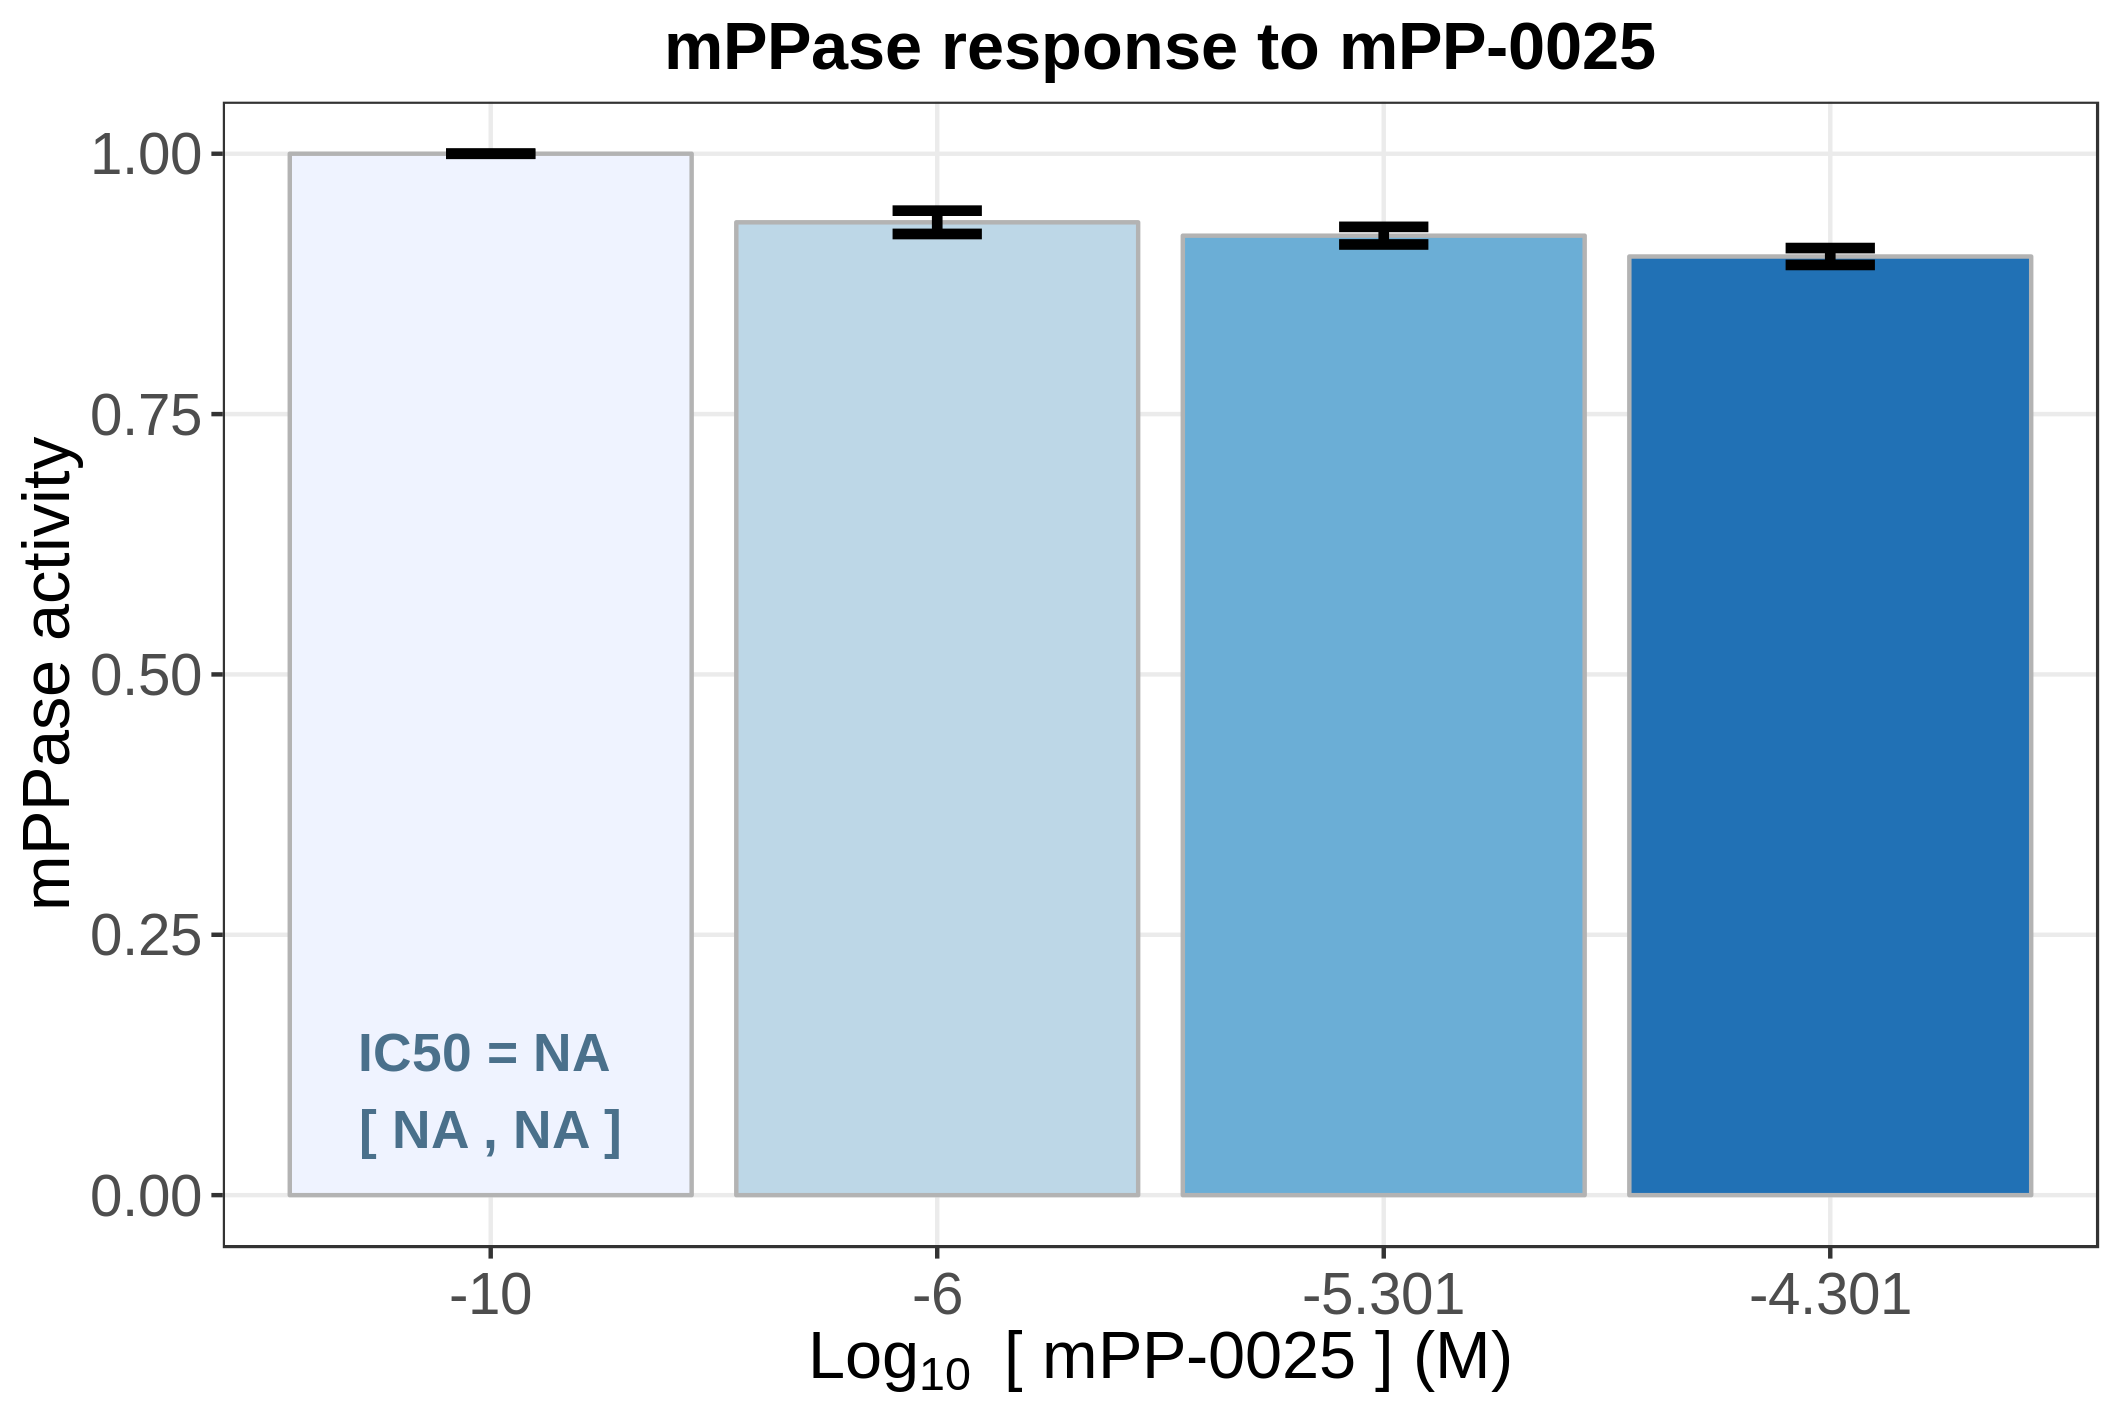 mPPase response to mPP-0025
mPPase activity
1.00
0.75
0.50
0.25
0.00
IC50 = NA
[ NA , NA ]
-10
-6
-5.301
-4.301
Log₁₀ [ mPP-0025 ] (M)